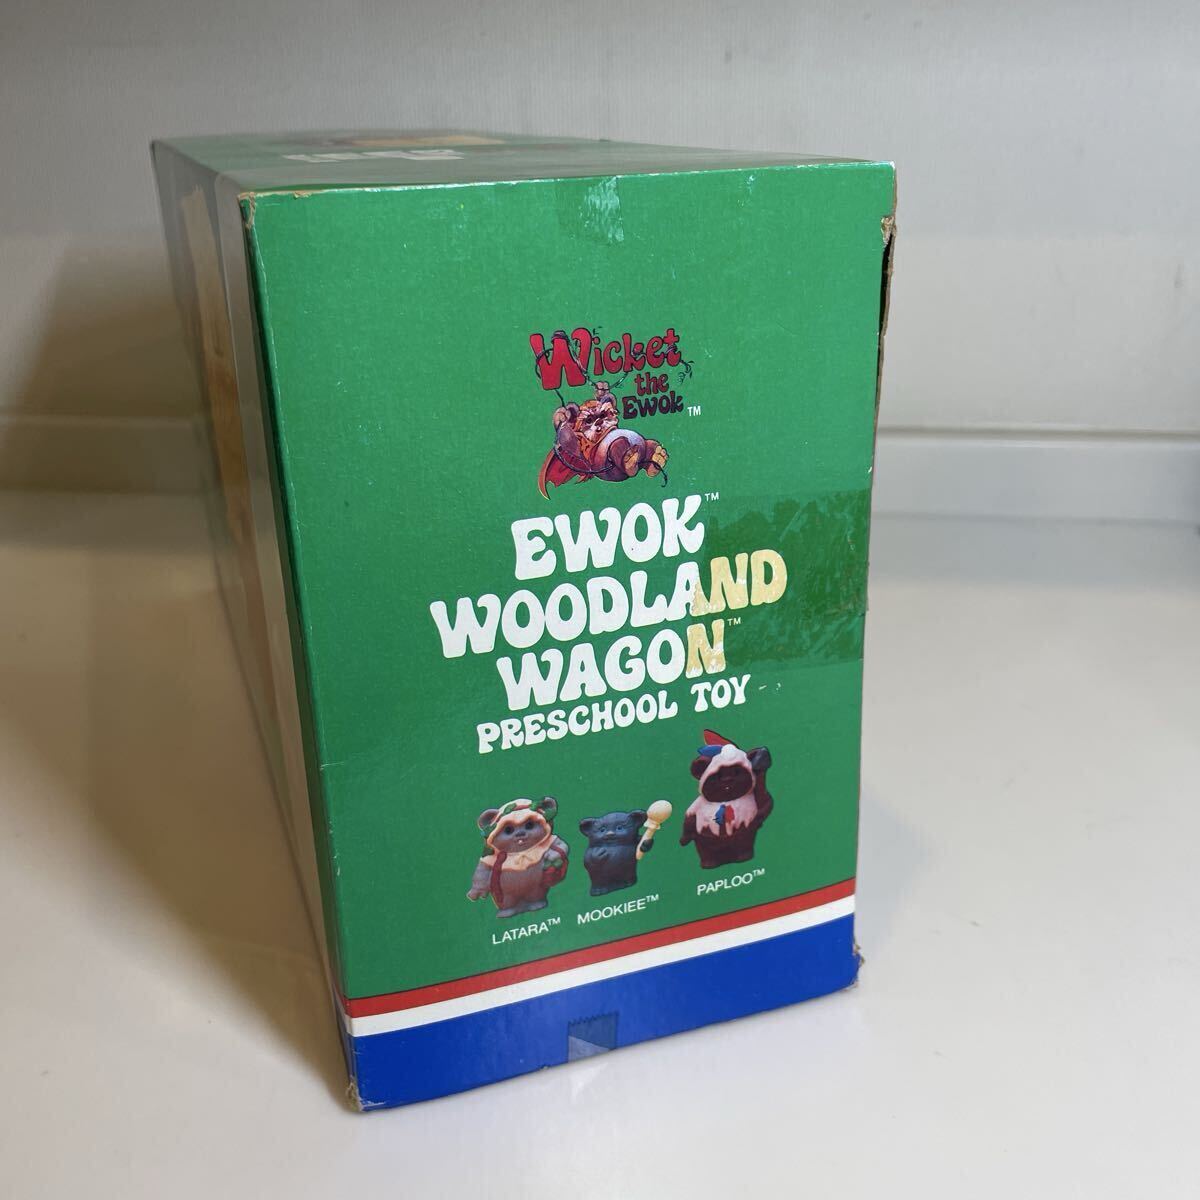 Wicket
the
Ewok ™
EWOK™
WOODLAND
WAGON™
PRESCHOOL TOY
LATARA™ MOOKIEE™ PAPLOO™